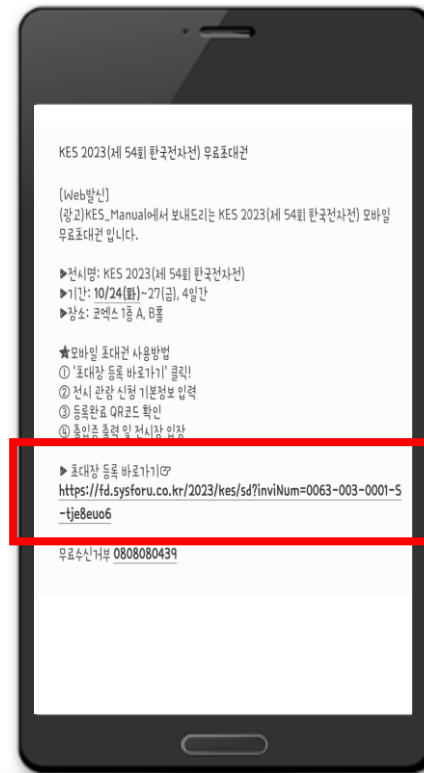 KES 2023(제 54회 한국전자전) 무료초대권
[Web발신]
(광고)KES_Manual에서 보내드리는 KES 2023(제 54회 한국전자전) 모바일
무료초대권 입니다.
▶전시명: KES 2023(제 54회 한국전자전)
▶기간: 10/24(화)~27(금), 4일간
▶장소: 코엑스 1층 A, B홀
★모바일 초대권 사용방법
① '초대장 등록 바로가기' 클릭!
② 전시 관람 신청 기본정보 입력
③ 등록완료 QR코드 확인
④ 출입증 출력 및 전시장 입장
▶ 초대장 등록 바로가기☞
https://fd.sysforu.co.kr/2023/kes/sd?inviNum=0063-003-0001-S
-tje8euo6
무료수신거부 0808080439